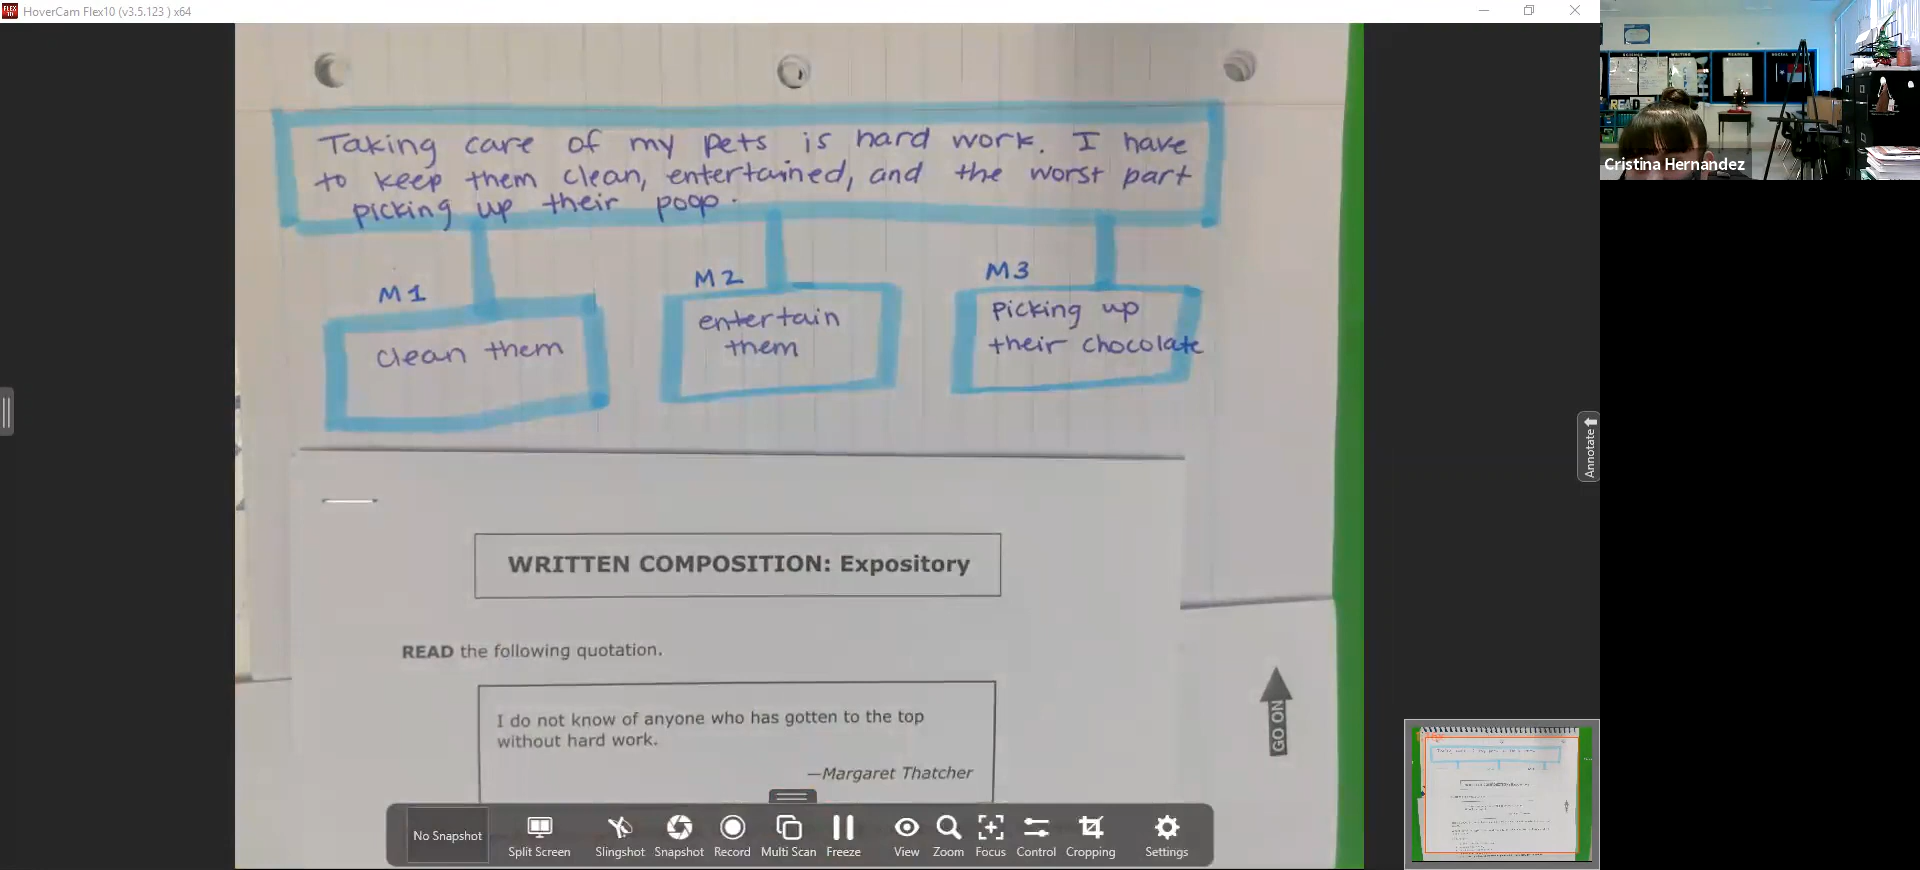 HoverCam Flex10 (v3.5.123 ) x64
Taking care of my pets is hard work. I have
to keep them clean, entertained, and the worst part
picking up their poop.
M1
clean them
M2
entertain
them
M3
picking up
their chocolate
WRITTEN COMPOSITION: Expository
READ the following quotation.
I do not know of anyone who has gotten to the top
without hard work.
—Margaret Thatcher
GO ON
Annotate
No Snapshot
Split Screen
Slingshot
Snapshot
Record
Multi Scan
Freeze
View
Zoom
Focus
Control
Cropping
Settings
WRITING
READ
Cristina Hernandez